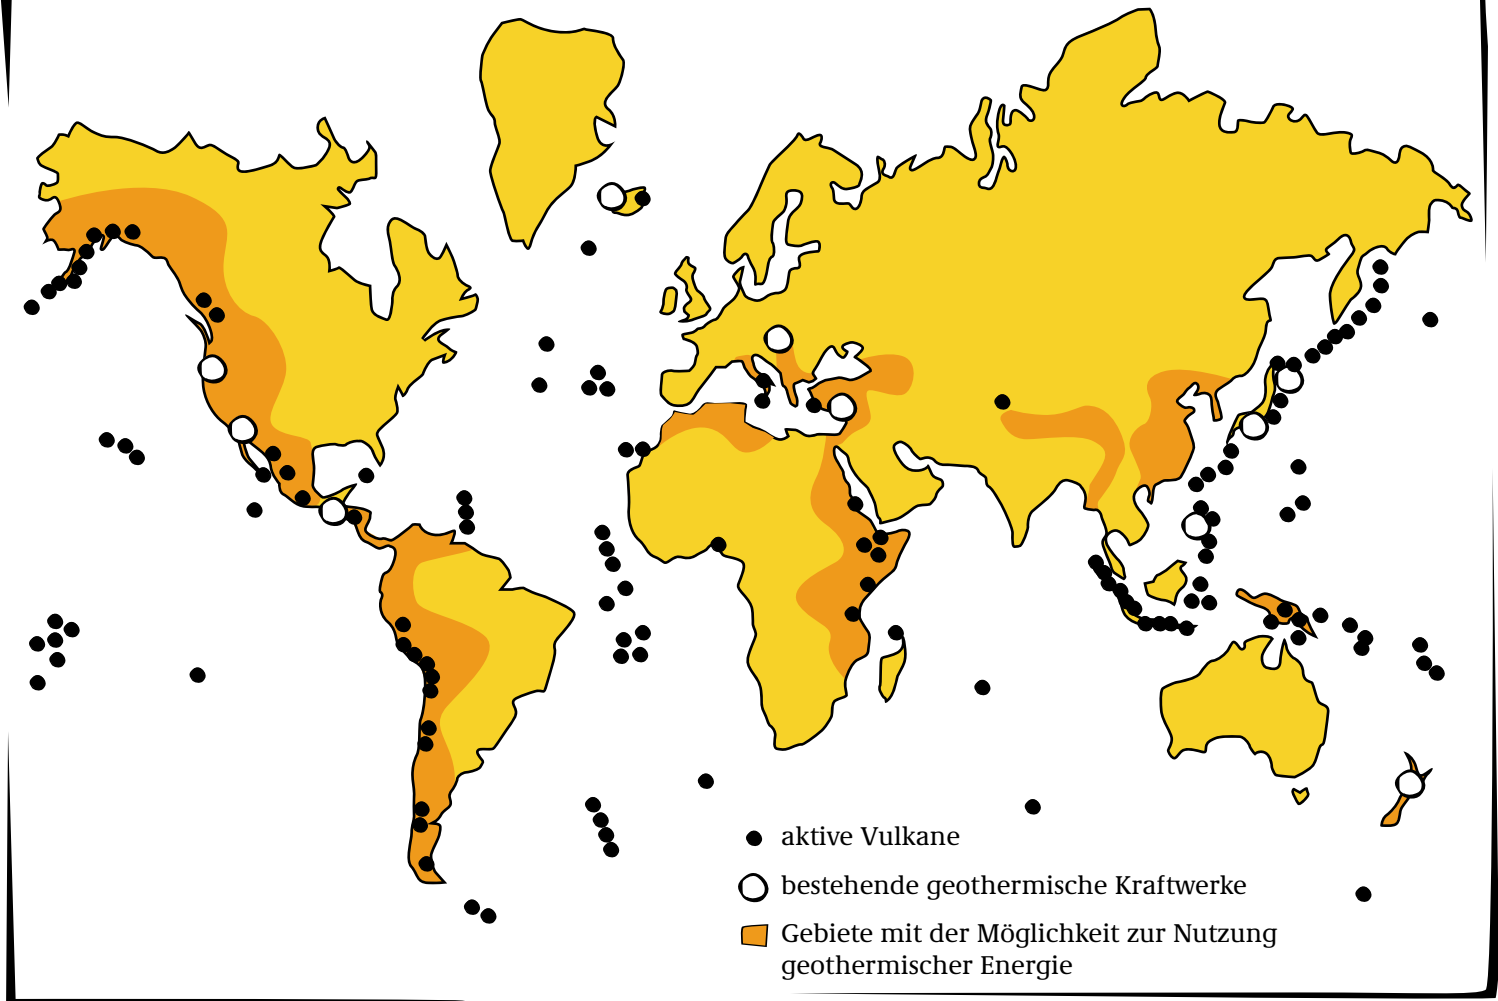 aktive Vulkane
bestehende geothermische Kraftwerke
Gebiete mit der Möglichkeit zur Nutzung
geothermischer Energie